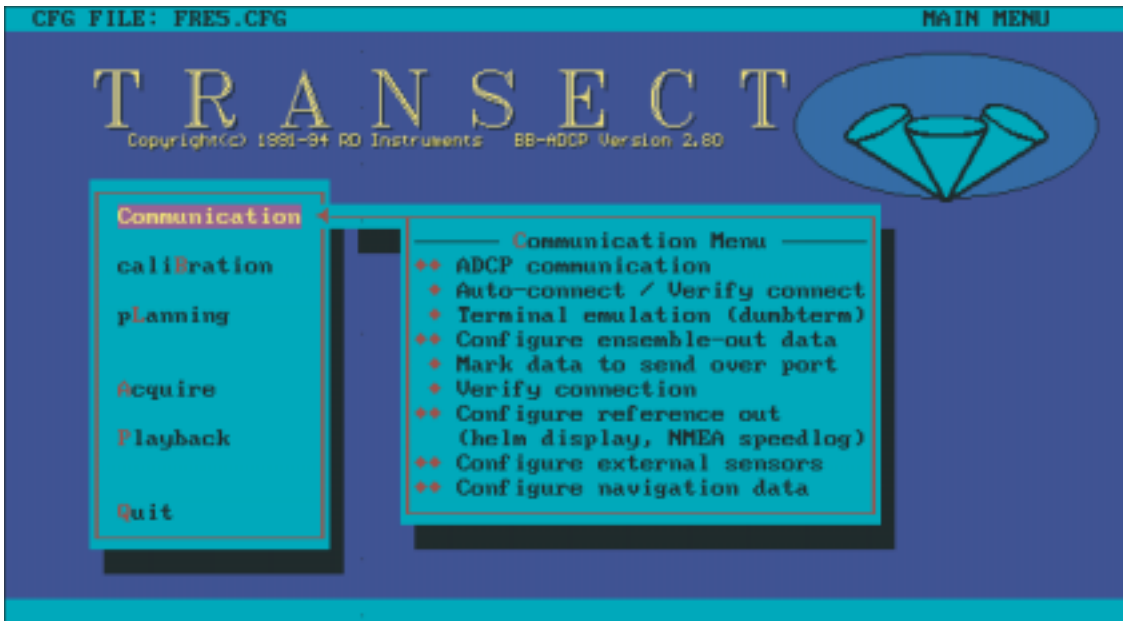 CFG FILE: FRE5.CFG MAIN MENU
TRANSECT
Copyright(c) 1991-94 RD Instruments BB-ADCP Version 2.80
Communication
caliBration
pLanning
Acquire
Playback
Quit
Communication Menu
ADCP communication
Auto-connect / Verify connect
Terminal emulation (dumbterm)
Configure ensemble-out data
Mark data to send over port
Verify connection
Configure reference out
(helm display, NMEA speedlog)
Configure external sensors
Configure navigation data